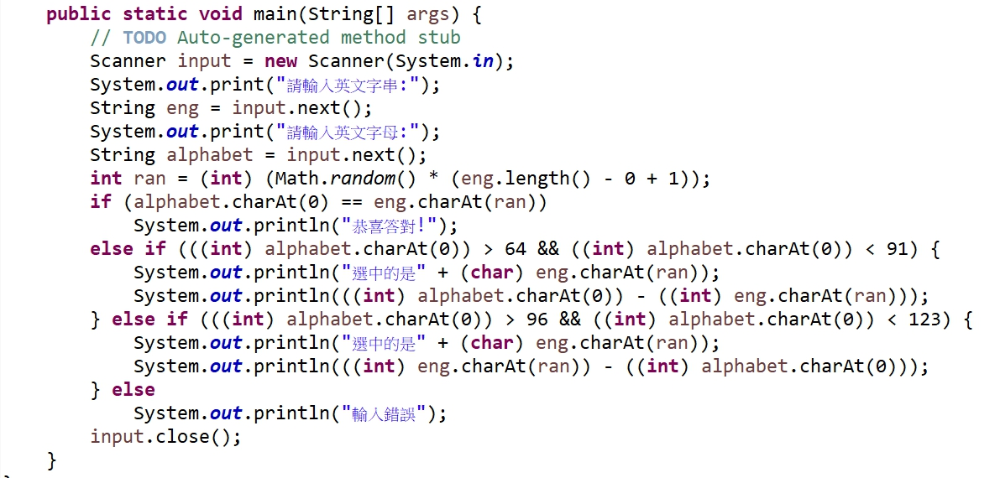 public static void main(String[] args) {
// TODO Auto-generated method stub
Scanner input = new Scanner(System.in);
System.out.print("請輸入英文字串:");
String eng = input.next();
System.out.print("請輸入英文字母:");
String alphabet = input.next();
int ran = (int) (Math.random() * (eng.length() - 0 + 1));
if (alphabet.charAt(0) == eng.charAt(ran))
System.out.println("恭喜答對!");
else if (((int) alphabet.charAt(0)) > 64 && ((int) alphabet.charAt(0)) < 91) {
System.out.println("選中的是" + (char) eng.charAt(ran));
System.out.println(((int) alphabet.charAt(0)) - ((int) eng.charAt(ran)));
} else if (((int) alphabet.charAt(0)) > 96 && ((int) alphabet.charAt(0)) < 123) {
System.out.println("選中的是" + (char) eng.charAt(ran));
System.out.println(((int) eng.charAt(ran)) - ((int) alphabet.charAt(0)));
} else
System.out.println("輸入錯誤");
input.close();
}